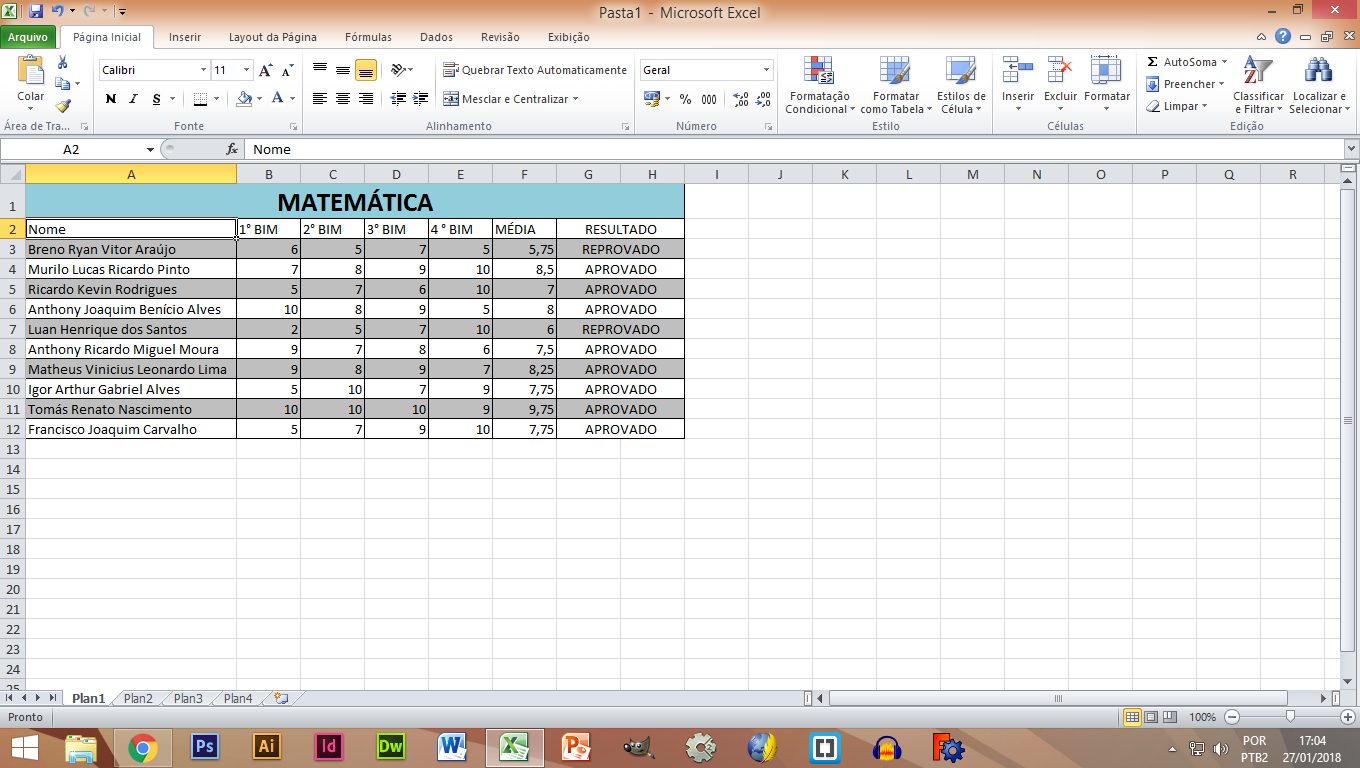 Pasta1 - Microsoft Excel
Arquivo Página Inicial Inserir Layout da Página Fórmulas Dados Revisão Exibição
Colar Calibri 11 Quebrar Texto Automaticamente Geral AutoSoma
N I S Mesclar e Centralizar % 000 Preencher
Formatação Condicional Formatar como Tabela Estilos de Célula Inserir Excluir Formatar Limpar Classificar e Filtrar Localizar e Selecionar
Área de Tra... Fonte Alinhamento Número Estilo Células Edição
A2 fx Nome
A B C D E F G H I J K L M N O P Q R
1 MATEMÁTICA
2 Nome 1° BIM 2° BIM 3° BIM 4 ° BIM MÉDIA RESULTADO
3 Breno Ryan Vitor Araújo 6 5 7 5 5,75 REPROVADO
4 Murilo Lucas Ricardo Pinto 7 8 9 10 8,5 APROVADO
5 Ricardo Kevin Rodrigues 5 7 6 10 7 APROVADO
6 Anthony Joaquim Benício Alves 10 8 9 5 8 APROVADO
7 Luan Henrique dos Santos 2 5 7 10 6 REPROVADO
8 Anthony Ricardo Miguel Moura 9 7 8 6 7,5 APROVADO
9 Matheus Vinicius Leonardo Lima 9 8 9 7 8,25 APROVADO
10 Igor Arthur Gabriel Alves 5 10 7 9 7,75 APROVADO
11 Tomás Renato Nascimento 10 10 10 9 9,75 APROVADO
12 Francisco Joaquim Carvalho 5 7 9 10 7,75 APROVADO
13
14
15
16
17
18
19
20
21
22
23
24
25
Plan1 Plan2 Plan3 Plan4
Pronto 100%
Ps Ai Id Dw POR 17:04
PTB2 27/01/2018